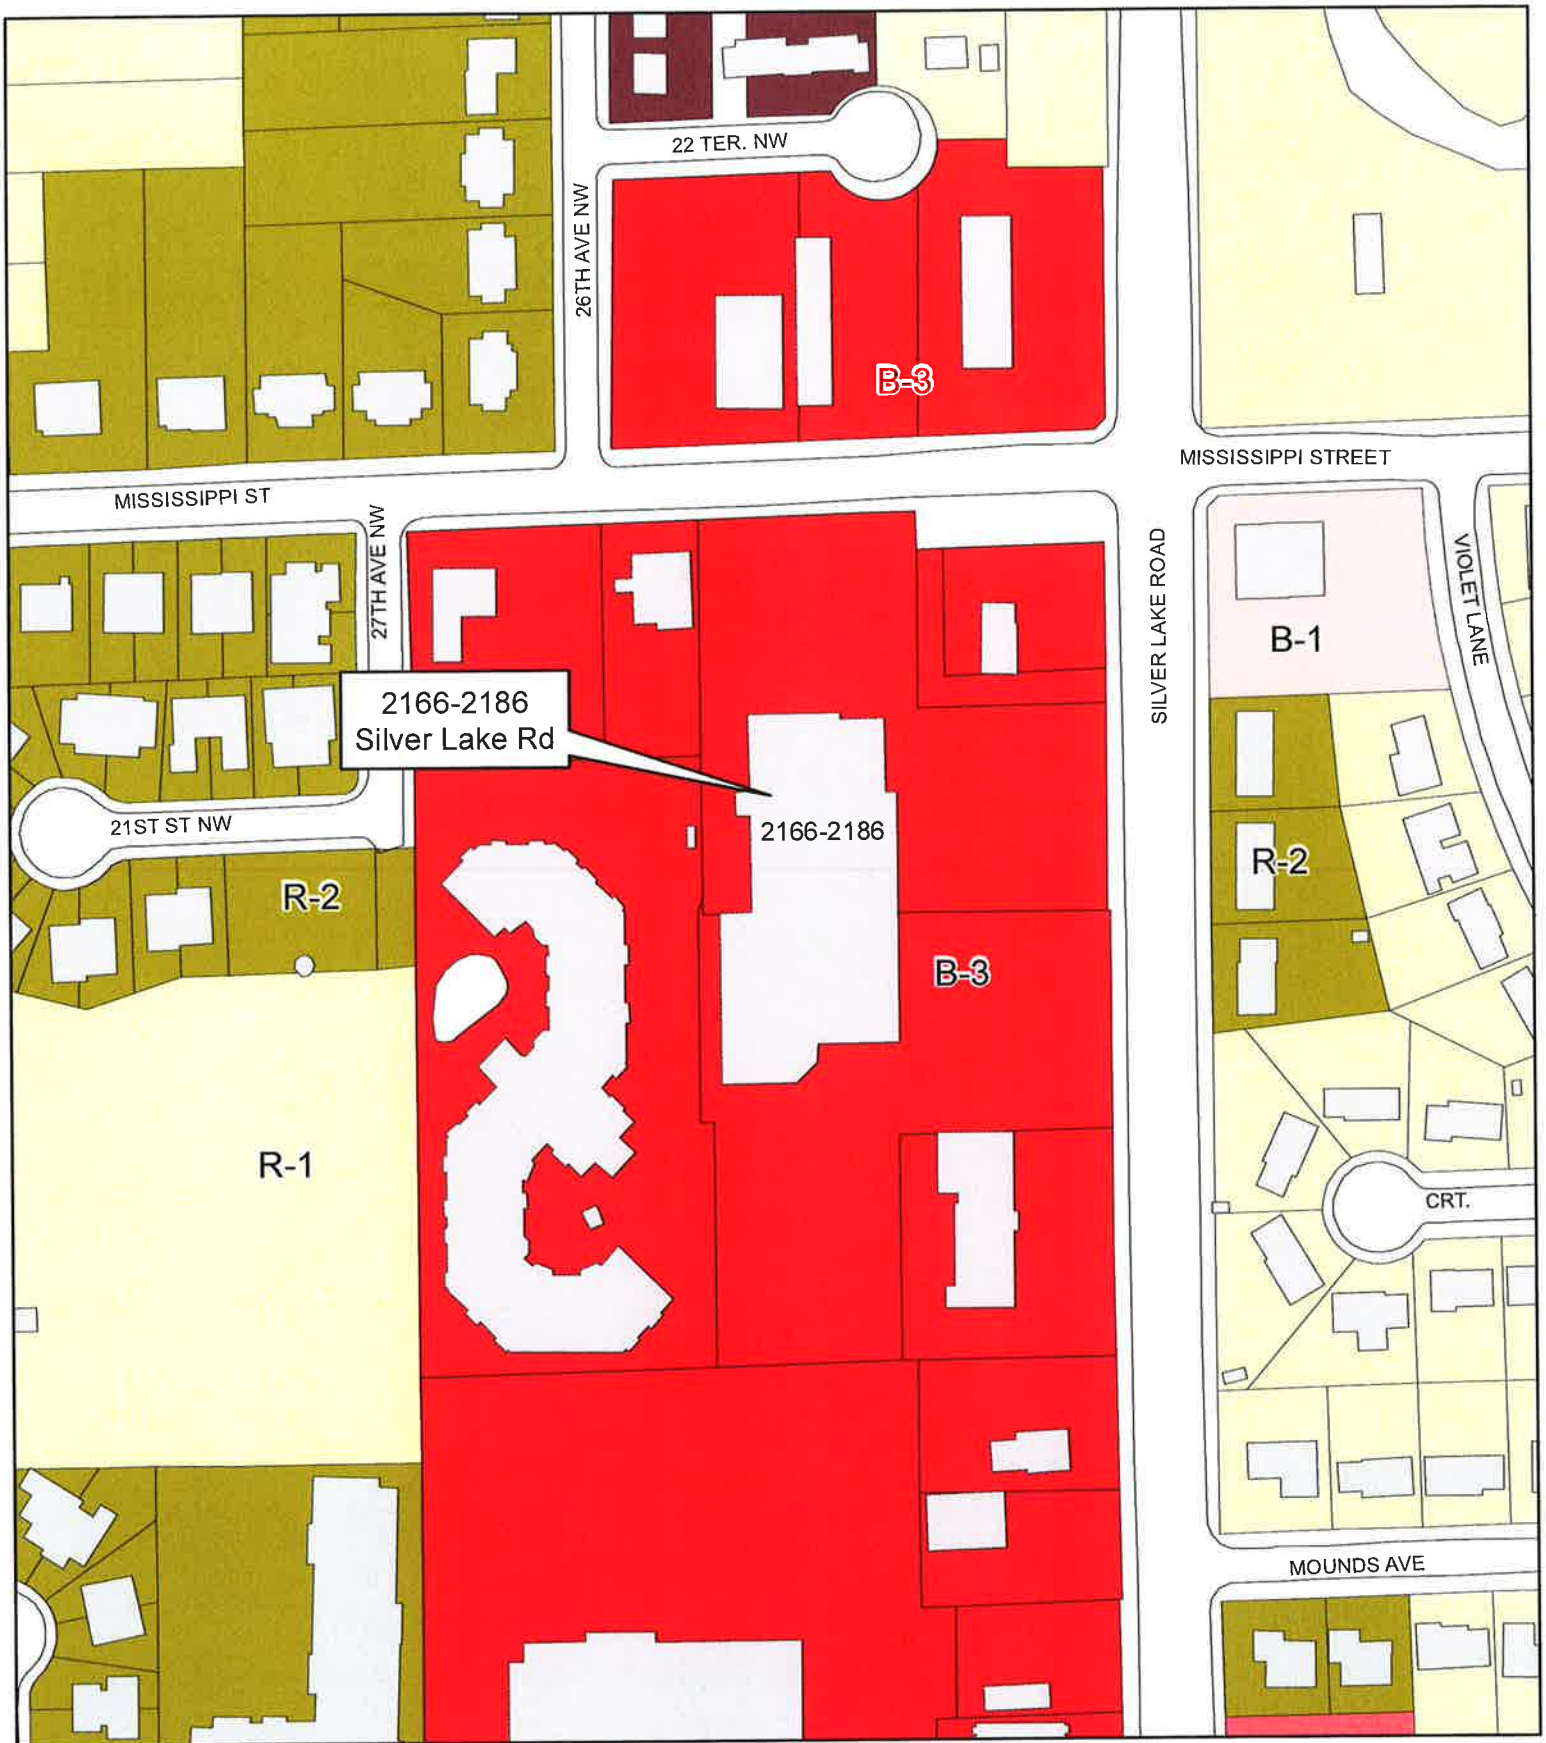 22 TER. NW
26TH AVE NW
B-3
MISSISSIPPI STREET
MISSISSIPPI ST
27TH AVE NW
SILVER LAKE ROAD
VIOLET LANE
B-1
2166-2186
Silver Lake Rd
2166-2186
21ST ST NW
R-2
R-2
B-3
R-1
CRT.
MOUNDS AVE